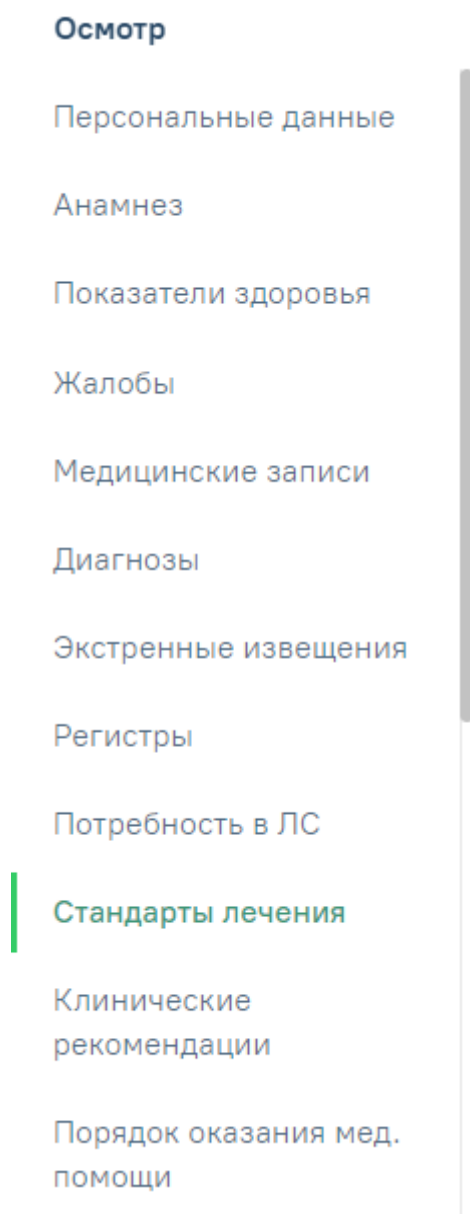 Осмотр
Персональные данные
Анамнез
Показатели здоровья
Жалобы
Медицинские записи
Диагнозы
Экстренные извещения
Регистры
Потребность в ЛС
Стандарты лечения
Клинические
рекомендации
Порядок оказания мед.
помощи